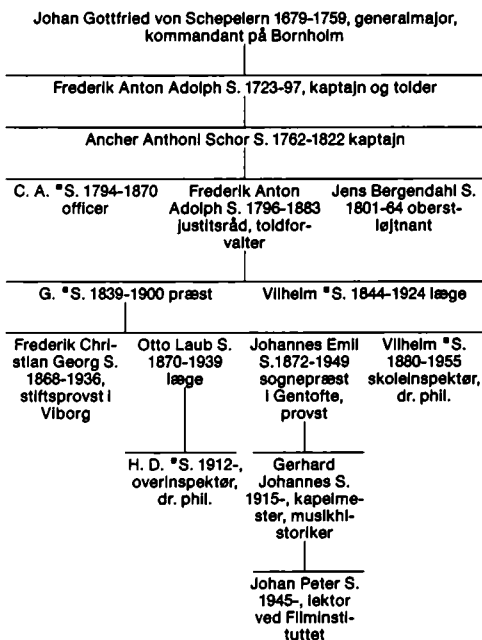 Johan Gottfried von Schepelern 1679-1759, generalmajor,
kommandant på Bornholm
Frederik Anton Adolph S. 1723-97, kaptajn og tolder
Ancher Anthoni Schor S. 1762-1822 kaptajn
C. A. *S. 1794-1870
officer
Frederik Anton
Adolph S. 1796-1883
justitsråd, toldfor-
valter
Jens Bergendahl S.
1801-64 oberst-
løjtnant
G. *S. 1839-1900 præst
Vilhelm *S. 1844-1924 læge
Frederik Chri-
stian Georg S.
1868-1936,
stiftsprovst i
Viborg
Otto Laub S.
1870-1939
læge
Johannes Emil
S.1872-1949
sognepræst
i Gentofte,
provst
Vilhelm *S.
1880-1955
skoleinspektør,
dr. phil.
H. D. *S. 1912-,
overinspektør,
dr. phil.
Gerhard
Johannes S.
1915-, kapelme-
ster, musikhi-
storiker
Johan Peter S.
1945-, lektor
ved Filminsti-
tuttet